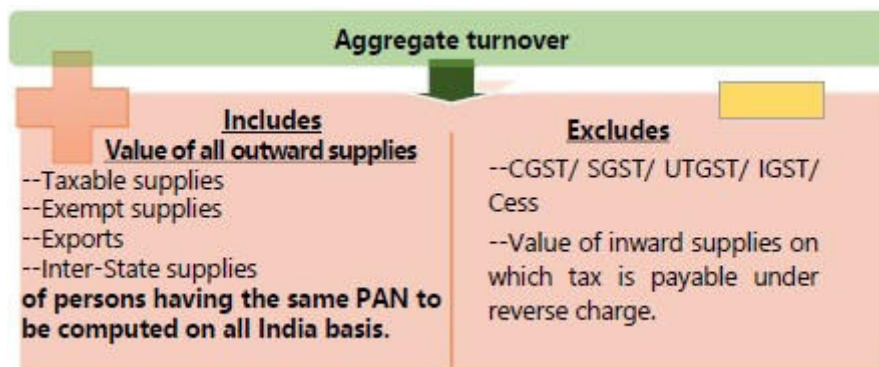 Aggregate turnover
Includes
Value of all outward supplies
--Taxable supplies
--Exempt supplies
--Exports
--Inter-State supplies
of persons having the same PAN to
be computed on all India basis.
Excludes
--CGST/ SGST/ UTGST/ IGST/
Cess
--Value of inward supplies on
which tax is payable under
reverse charge.